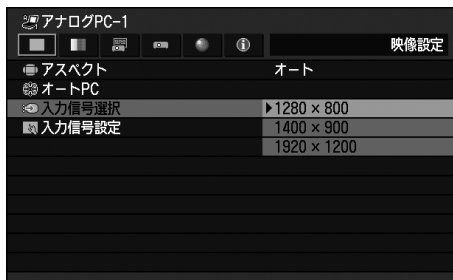 アナログPC-1
映像設定
アスペクト オート
オートPC
入力信号選択 1280 × 800
入力信号設定 1400 × 900
1920 × 1200